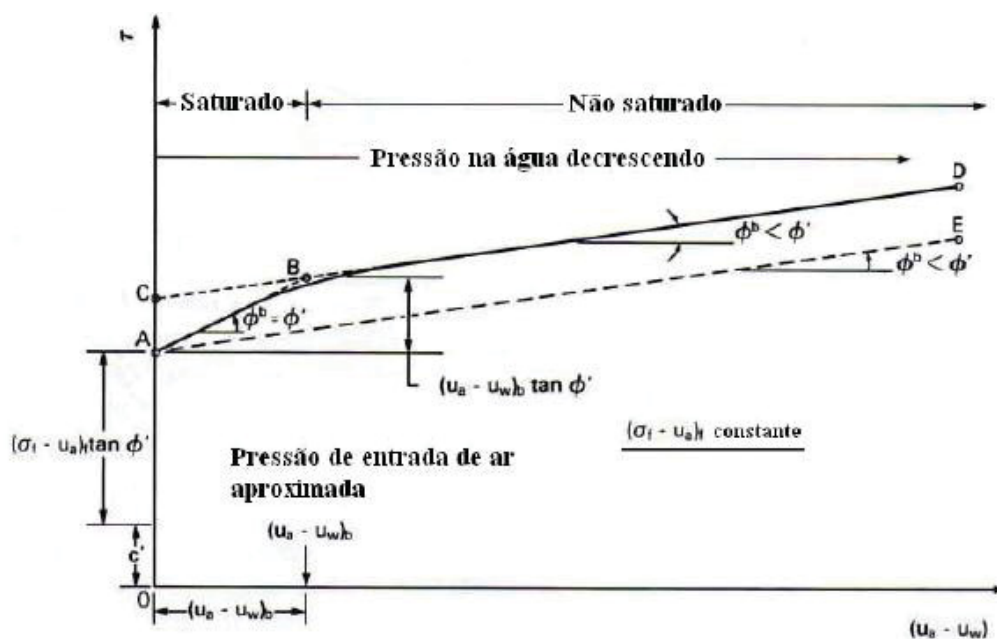 τ
Saturado
Não saturado
Pressão na água decrescendo
D
E
ϕᵇ < ϕ'
ϕᵇ < ϕ'
B
C
ϕᵇ = ϕ'
A
(uₐ - u_w)_b tan ϕ'
(σ_f - uₐ)_f tan ϕ'
(σ_f - uₐ)_f constante
Pressão de entrada de ar
aproximada
(uₐ - u_w)_b
c'
0
(uₐ - u_w)_b
(uₐ - u_w)